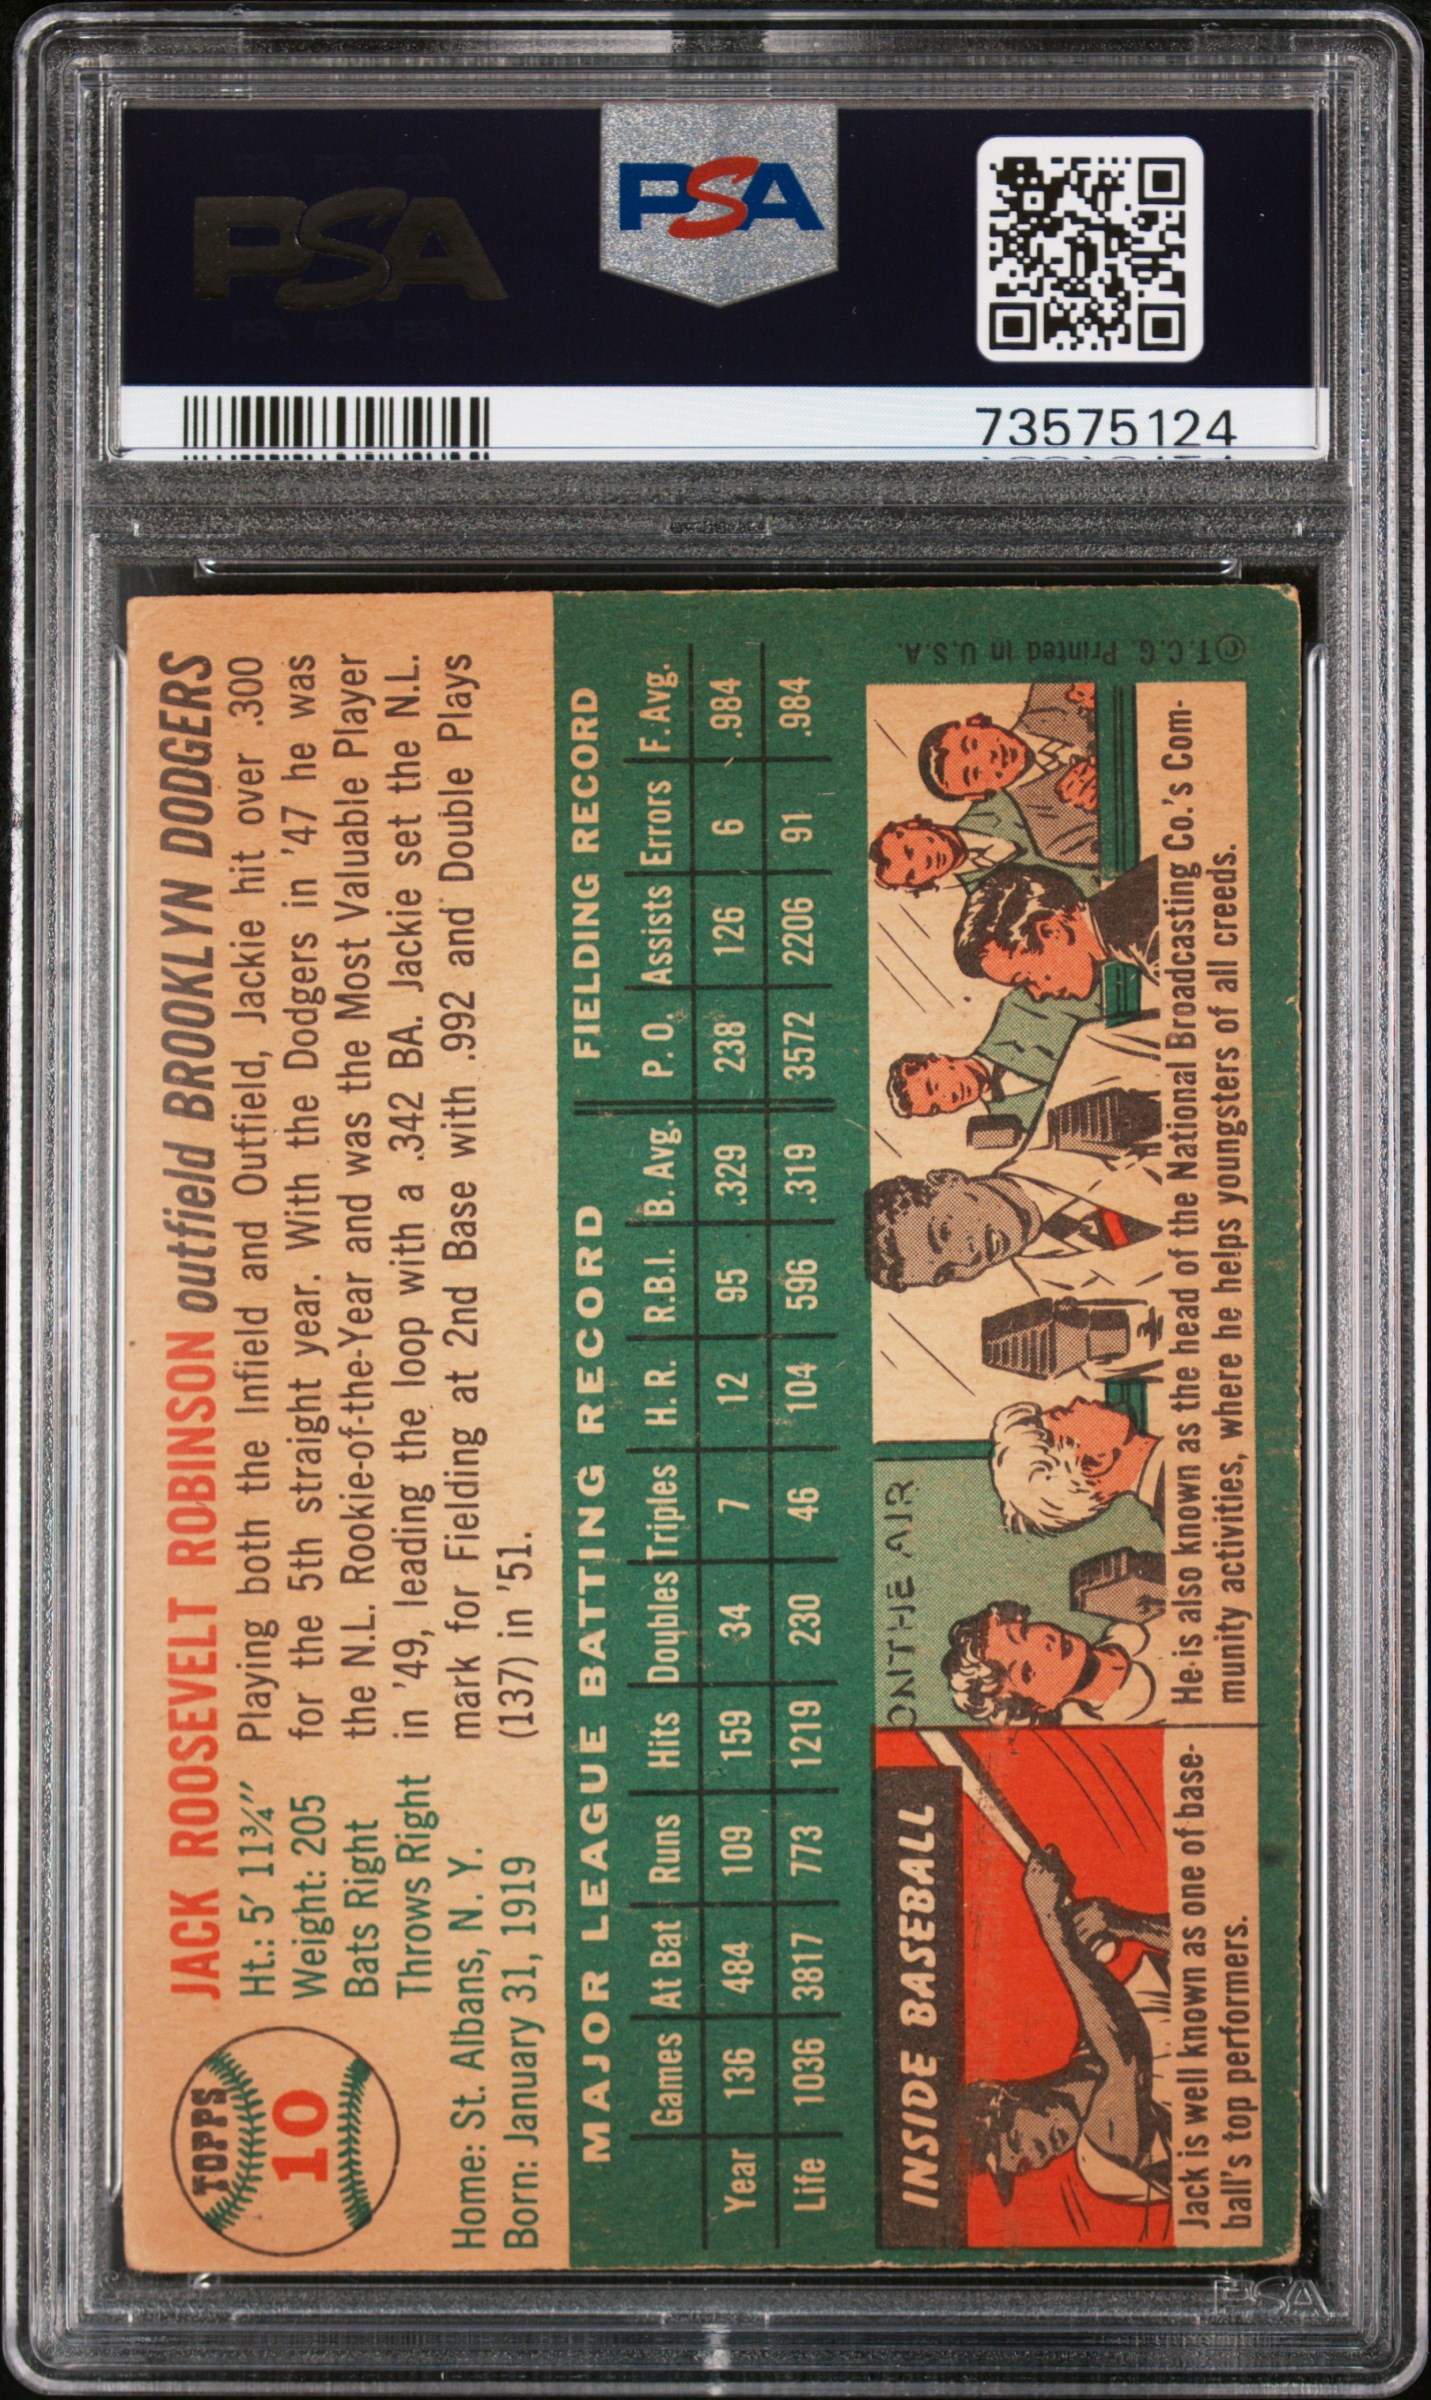 PSA
PSA
73575124
TOPPS
10
JACK ROOSEVELT ROBINSON outfield BROOKLYN DODGERS
Ht.: 5' 11¾"
Weight: 205
Bats Right
Throws Right
Home: St. Albans, N. Y.
Born: January 31, 1919
Playing both the Infield and Outfield, Jackie hit over .300
for the 5th straight year. With the Dodgers in '47 he was
the N.L. Rookie-of-the-Year and was the Most Valuable Player
in '49, leading the loop with a .342 BA. Jackie set the N.L.
mark for Fielding at 2nd Base with .992 and Double Plays
(137) in '51.
MAJOR LEAGUE BATTING RECORD FIELDING RECORD
Games At Bat Runs Hits Doubles Triples H. R. R.B.I. B. Avg. P. O. Assists Errors F. Avg.
Year 136 484 109 159 34 7 12 95 .329 238 126 6 .984
Life 1036 3817 773 1219 230 46 104 596 .319 3572 2206 91 .984
INSIDE BASEBALL
Jack is well known as one of base-
ball's top performers.
ON THE AIR
He is also known as the head of the National Broadcasting Co.'s Com-
munity activities, where he helps youngsters of all creeds.
©T.C.G. Printed in U.S.A.
PSA